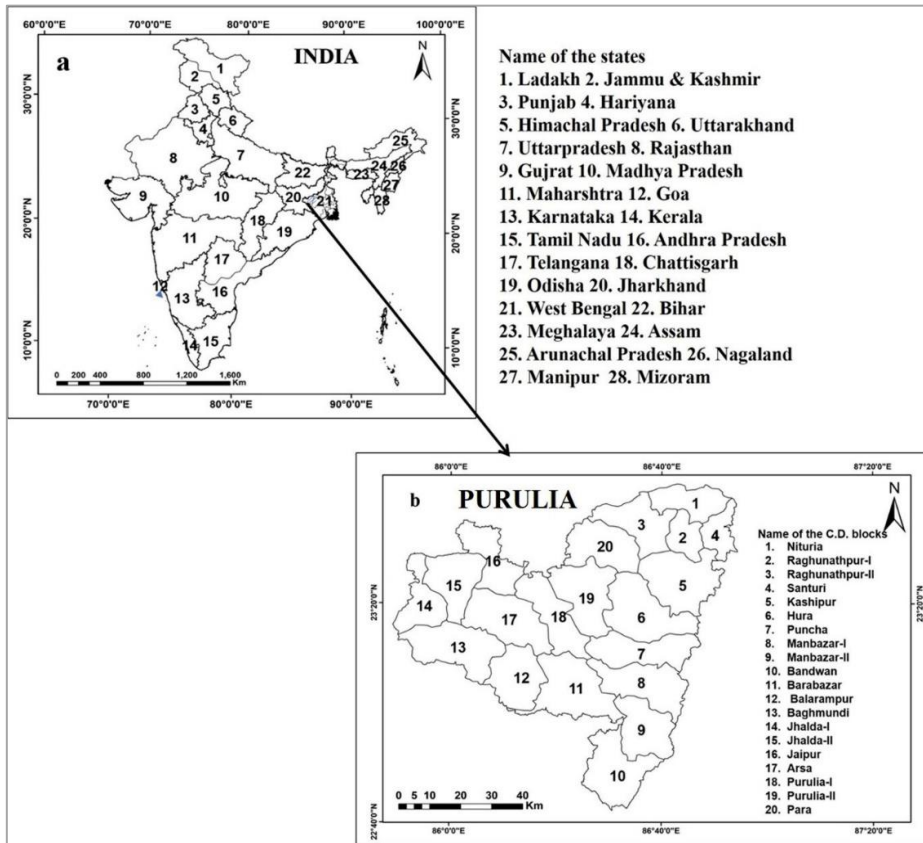 60°0'0"E 70°0'0"E 80°0'0"E 90°0'0"E 100°0'0"E
a INDIA N
30°0'0"N 20°0'0"N 10°0'0"N
30°0'0"N 20°0'0"N 10°0'0"N
1
2
5
3
6
4
25
8
7
24 26
22 23
27
9 10 20 21 28
18
19
11
17
12
16
13
14 15
0 200 400 800 1,200 1,600
Km
70°0'0"E 80°0'0"E 90°0'0"E
Name of the states
1. Ladakh 2. Jammu & Kashmir
3. Punjab 4. Hariyana
5. Himachal Pradesh 6. Uttarakhand
7. Uttarpradesh 8. Rajasthan
9. Gujrat 10. Madhya Pradesh
11. Maharshtra 12. Goa
13. Karnataka 14. Kerala
15. Tamil Nadu 16. Andhra Pradesh
17. Telangana 18. Chattisgarh
19. Odisha 20. Jharkhand
21. West Bengal 22. Bihar
23. Meghalaya 24. Assam
25. Arunachal Pradesh 26. Nagaland
27. Manipur 28. Mizoram
86°0'0"E 86°40'0"E 87°20'0"E
b PURULIA N
23°20'0"N 22°40'0"N
23°20'0"N
1
3
2 4
20
16
15 5
19
14 17 18 6
13 7
12 11 8
9
10
0 5 10 20 30 40
Km
86°0'0"E 86°40'0"E 87°20'0"E
Name of the C.D. blocks
1. Nituria
2. Raghunathpur-I
3. Raghunathpur-II
4. Santuri
5. Kashipur
6. Hura
7. Puncha
8. Manbazar-I
9. Manbazar-II
10. Bandwan
11. Barabazar
12. Balarampur
13. Baghmundi
14. Jhalda-I
15. Jhalda-II
16. Jaipur
17. Arsa
18. Purulia-I
19. Purulia-II
20. Para